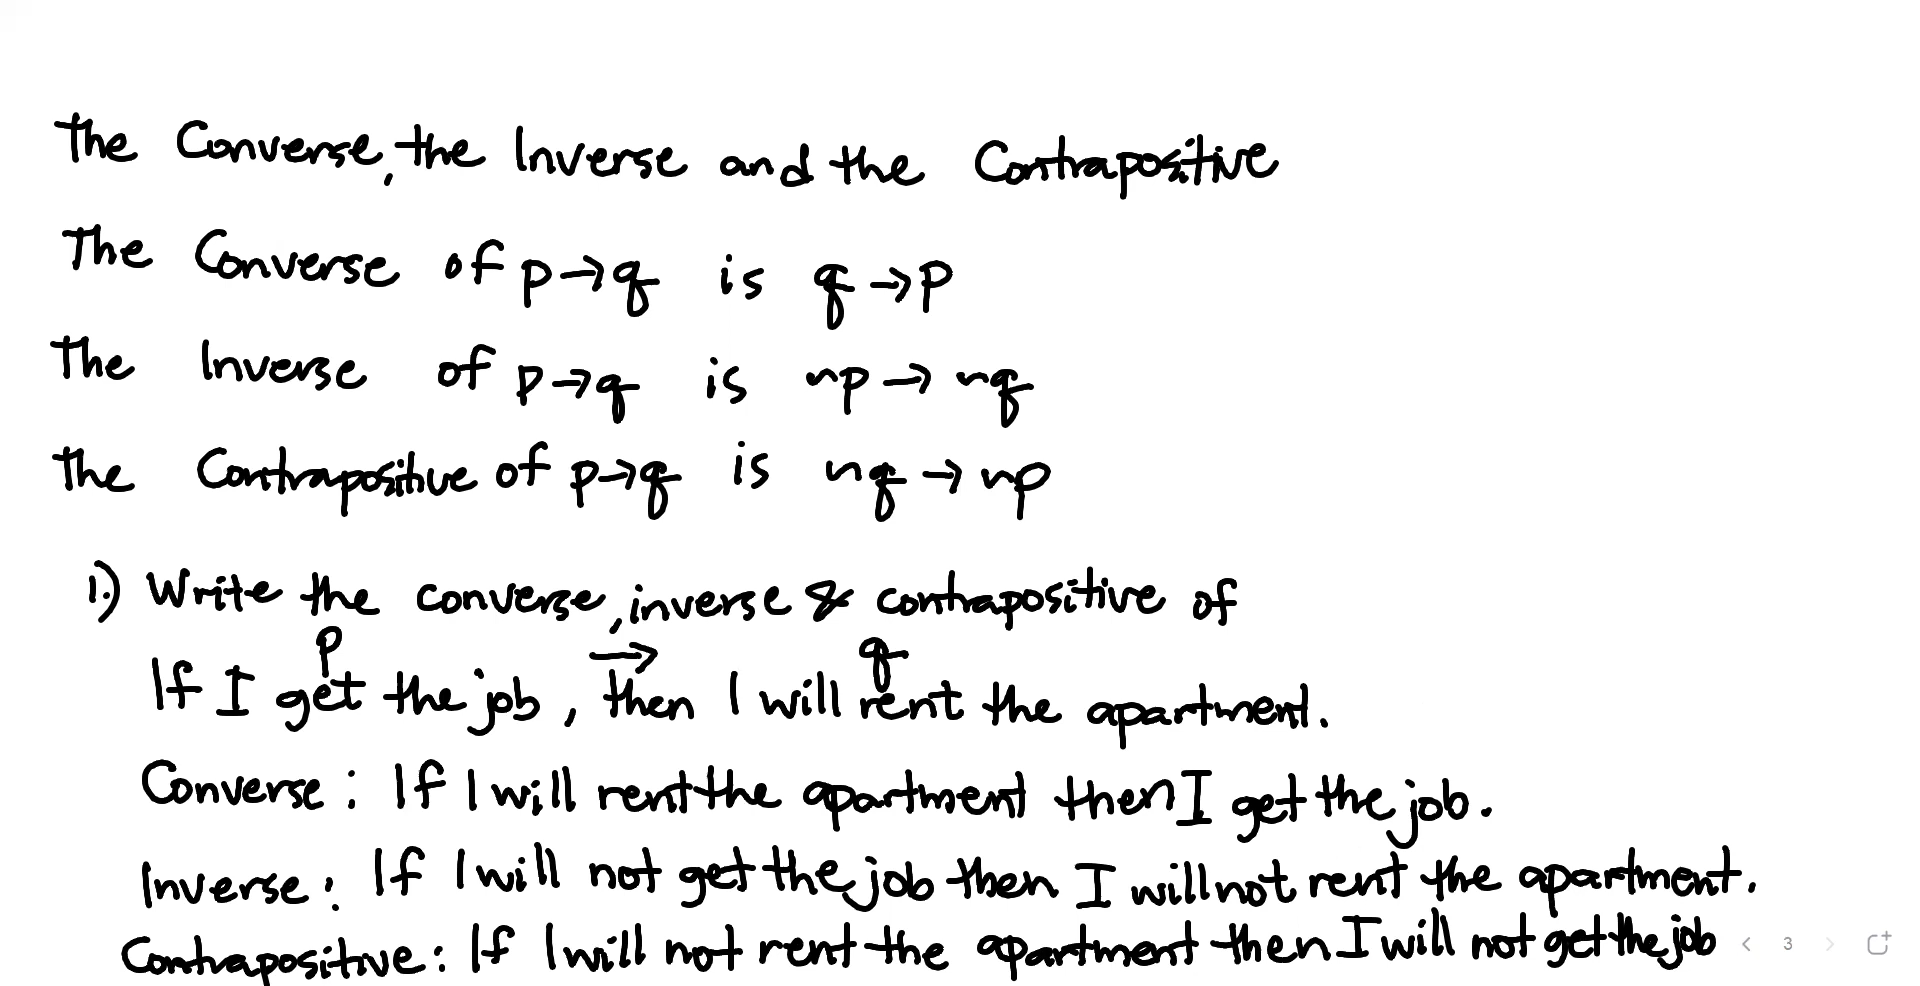 The Converse, the Inverse and the Contrapositive
The Converse of p→q is q→p
The Inverse of p→q is ~p→~q
The Contrapositive of p→q is ~q→~p
1.) Write the converse, inverse & contrapositive of
p → q
If I get the job, then I will rent the apartment.
Converse: If I will rent the apartment then I get the job.
Inverse: If I will not get the job then I will not rent the apartment.
Contrapositive: If I will not rent the apartment then I will not get the job
< 3 >